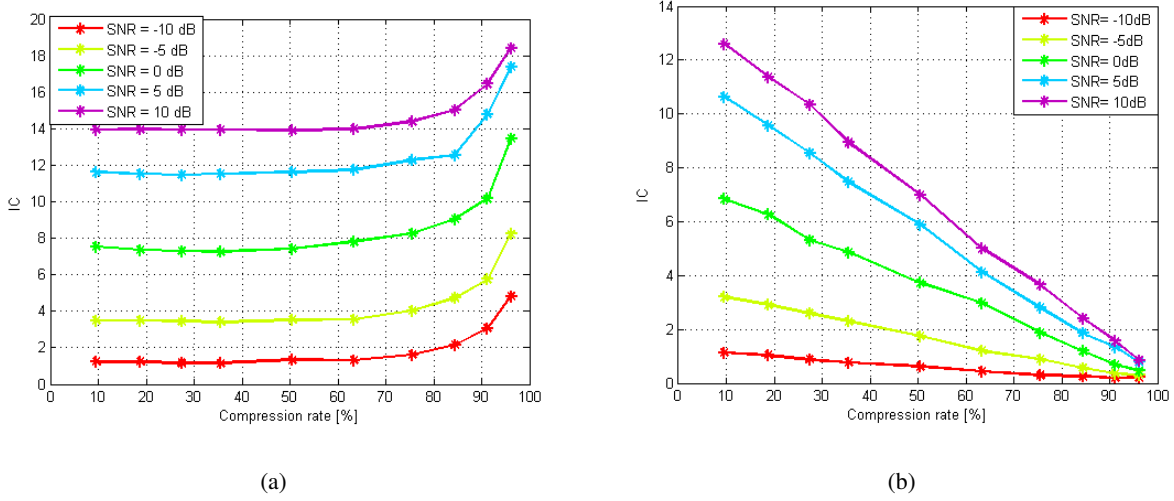 20
18
16
14
12
10
8
6
4
2
0
IC
SNR = -10 dB
SNR = -5 dB
SNR = 0 dB
SNR = 5 dB
SNR = 10 dB
0 10 20 30 40 50 60 70 80 90 100
Compression rate [%]
(a)
14
12
10
8
6
4
2
0
IC
SNR= -10dB
SNR= -5dB
SNR= 0dB
SNR= 5dB
SNR= 10dB
0 10 20 30 40 50 60 70 80 90 100
Compression rate [%]
(b)